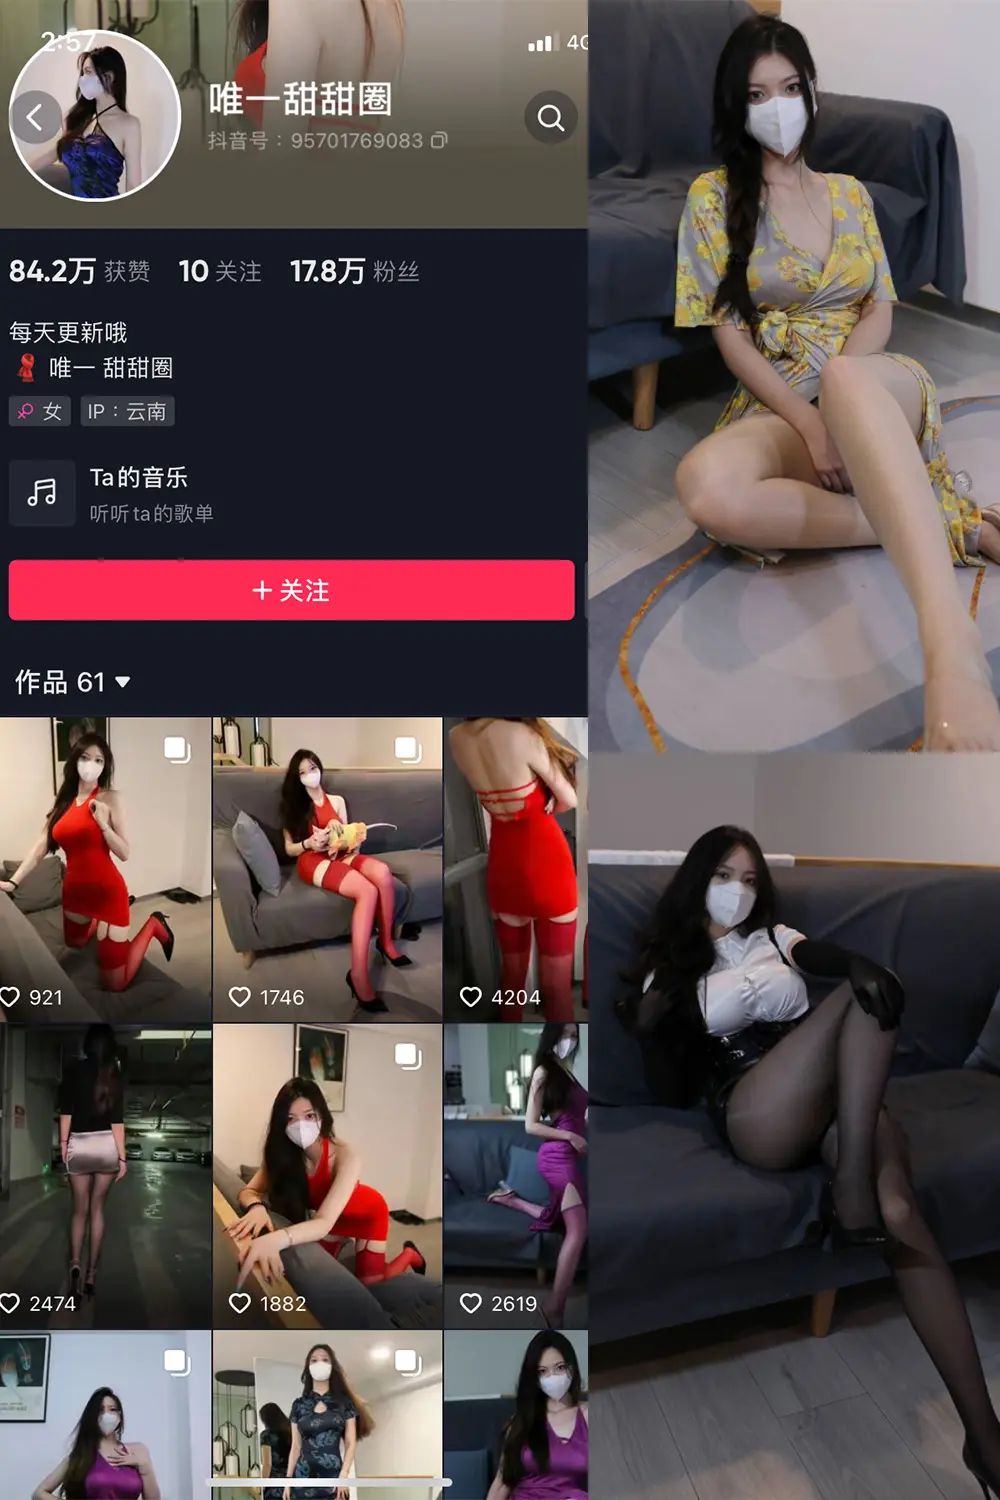 2:57
4G
唯一甜甜圈
抖音号：95701769083
84.2万 获赞 10 关注 17.8万 粉丝
每天更新哦
唯一 甜甜圈
女 IP：云南
Ta的音乐
听听ta的歌单
+ 关注
作品 61
921 1746 4204
2474 1882 2619